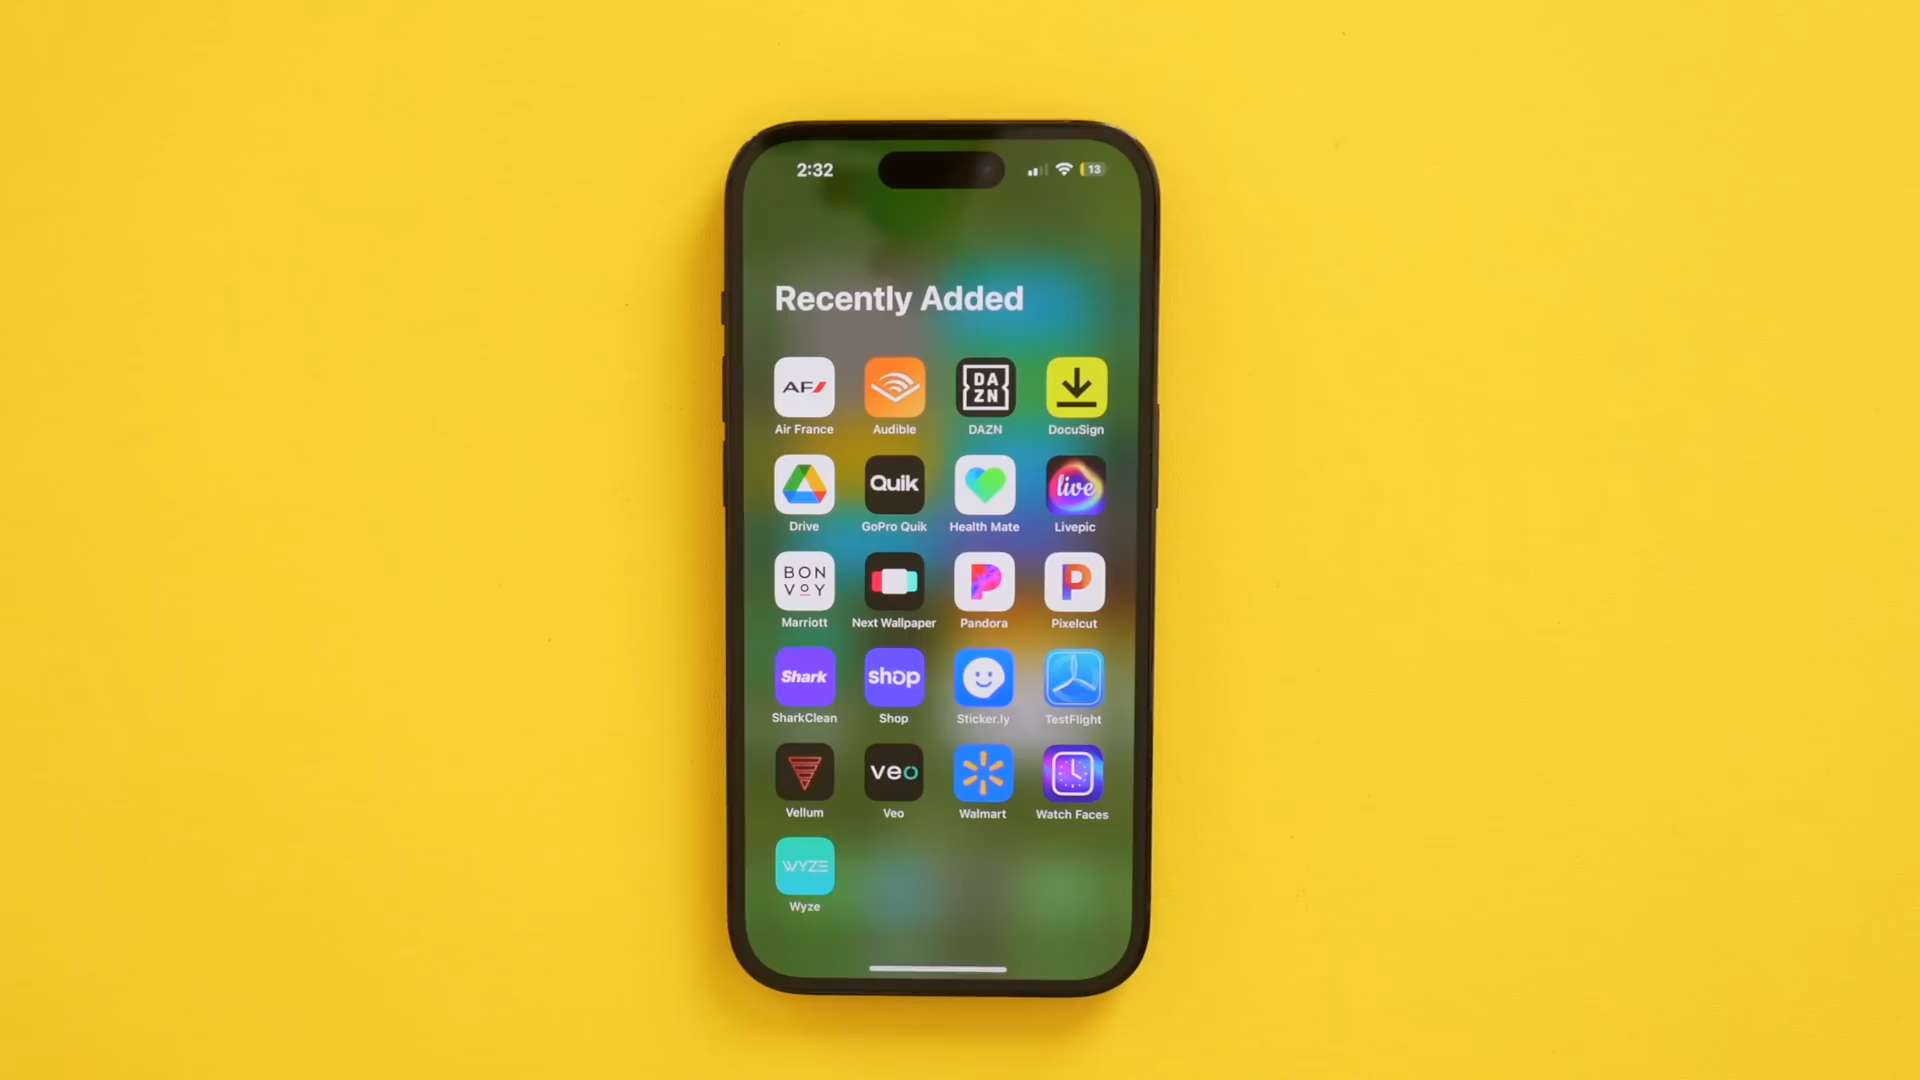 2:32
13
Recently Added
AF
DA
ZN
Air France
Audible
DAZN
DocuSign
Quik
live
Drive
GoPro Quik
Health Mate
Livepic
BON
VOY
P
P
Marriott
Next Wallpaper
Pandora
Pixelcut
Shark
shop
SharkClean
Shop
Sticker.ly
TestFlight
veo
Vellum
Veo
Walmart
Watch Faces
WYZE
Wyze